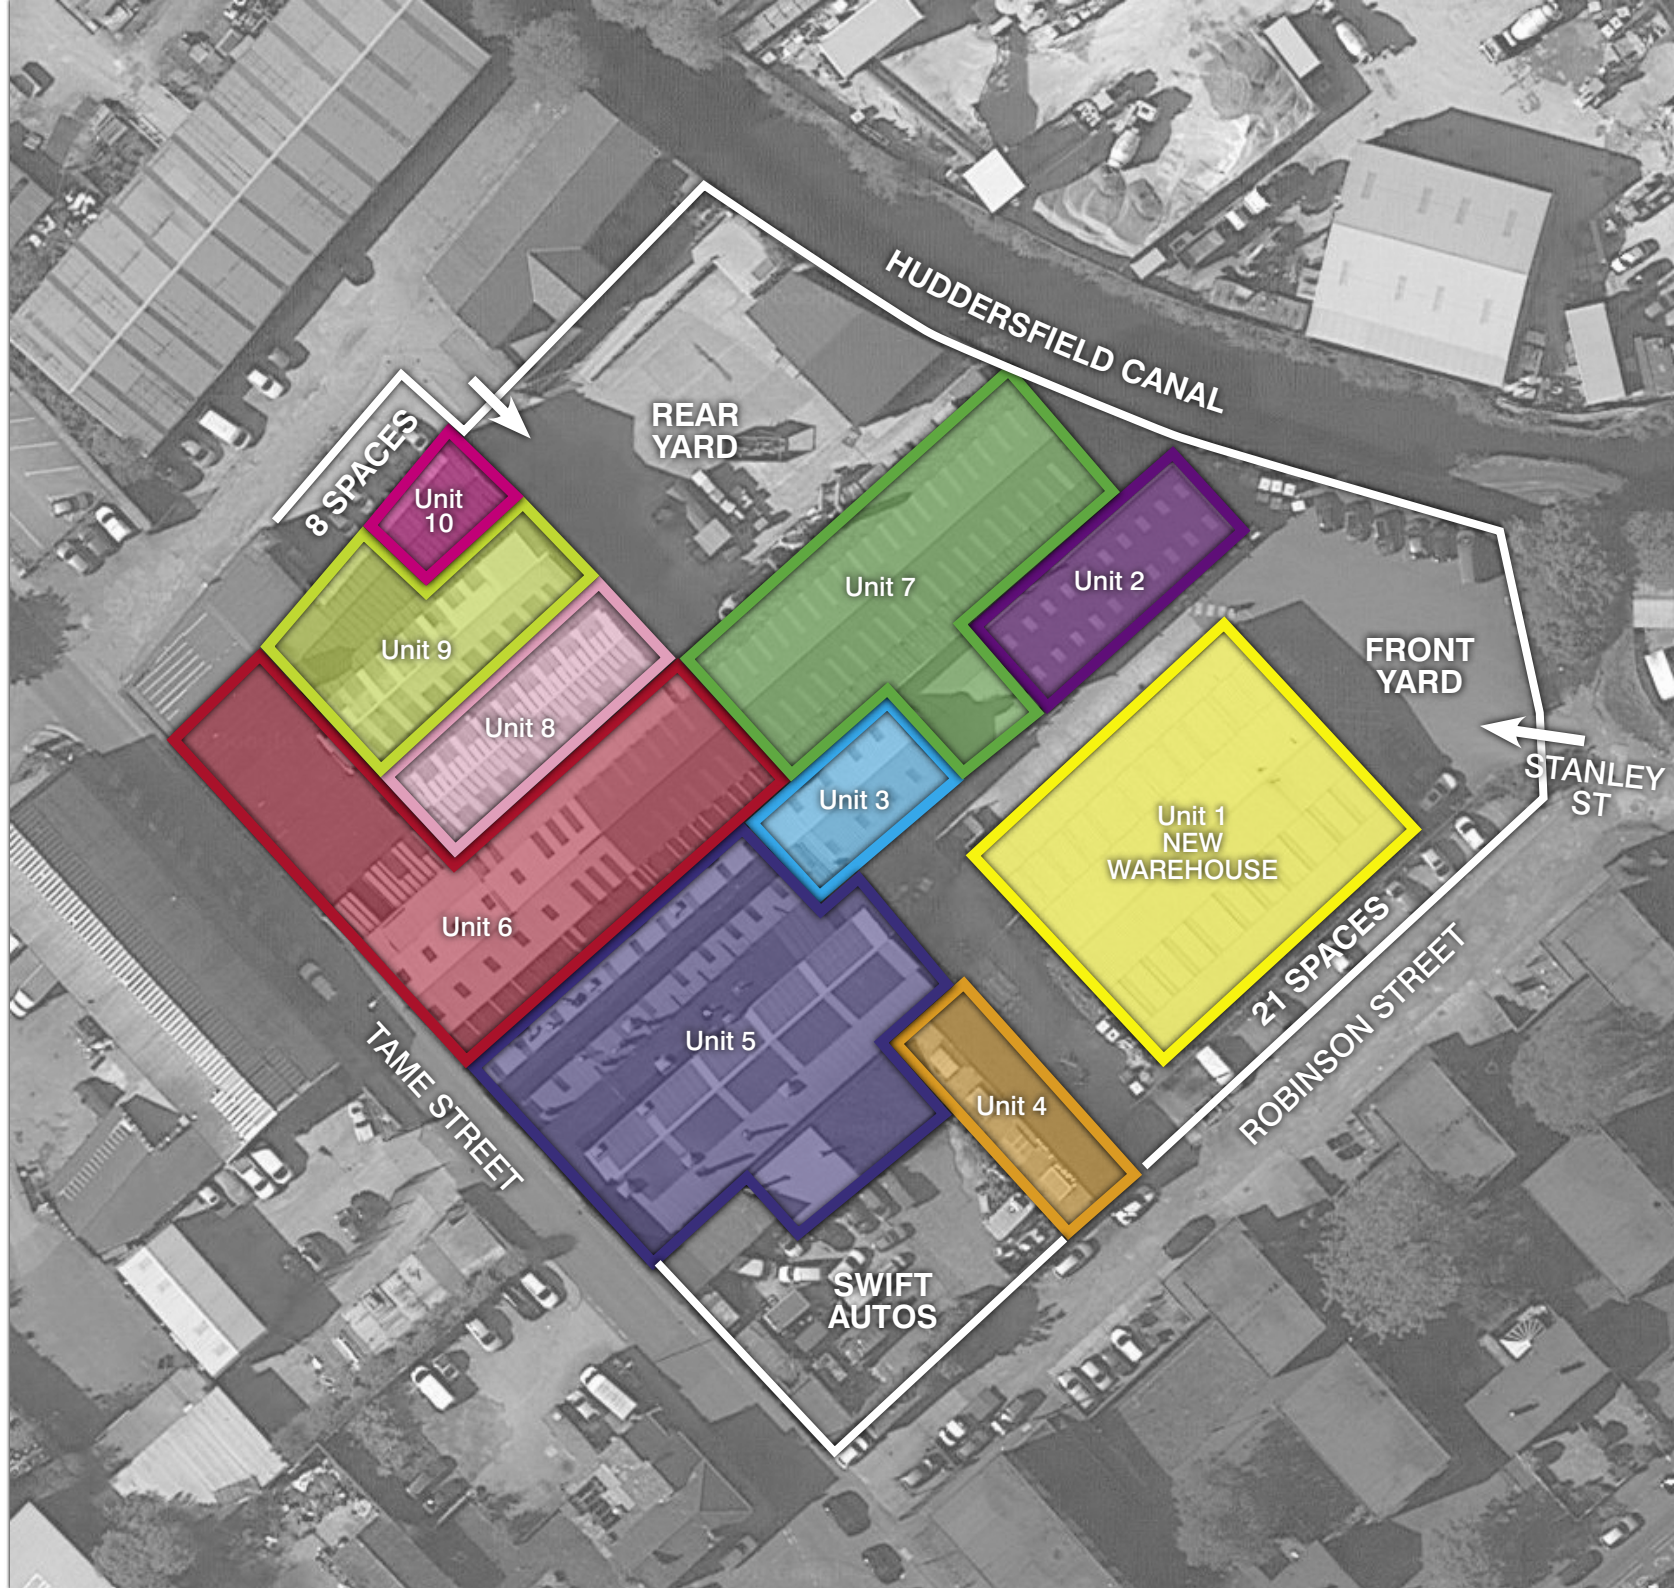 HUDDERSFIELD CANAL
REAR
YARD
8 SPACES
Unit
10
Unit 7
Unit 2
Unit 9
FRONT
YARD
Unit 8
STANLEY
ST
Unit 3
Unit 1
NEW
WAREHOUSE
Unit 6
21 SPACES
ROBINSON STREET
Unit 5
TAME STREET
Unit 4
SWIFT
AUTOS